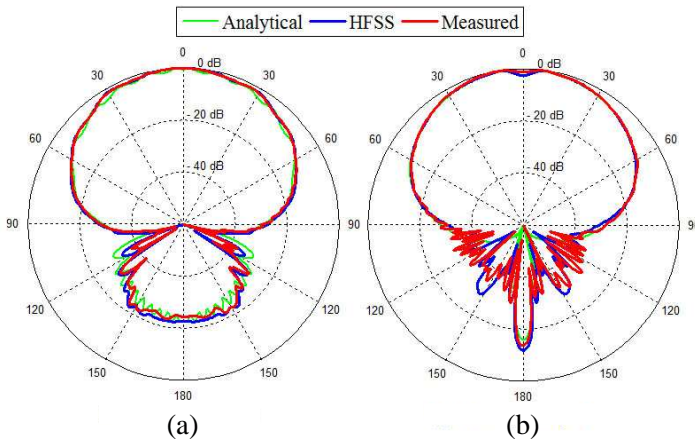 Analytical HFSS Measured
0 0
30 0 dB 30 30 0 dB 30
20 dB 20 dB
60 60 60 60
40 dB 40 dB
90 90 90 90
120 120 120 120
150 150 150 150
180 180
(a) (b)